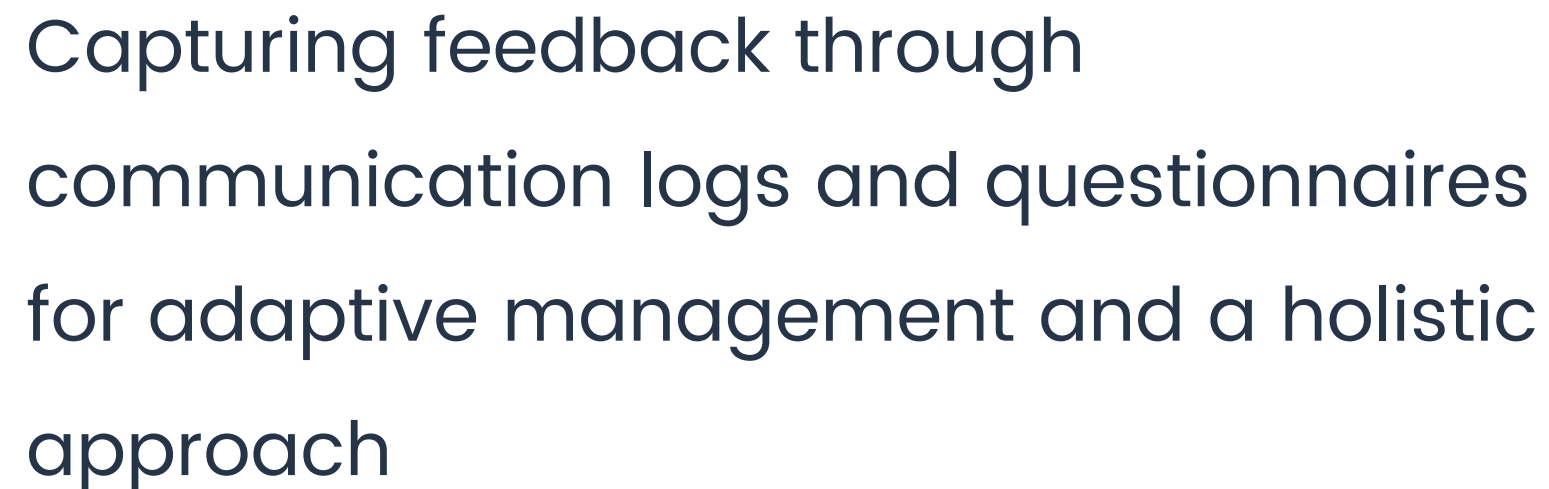 Capturing feedback through
communication logs and questionnaires
for adaptive management and a holistic
approach